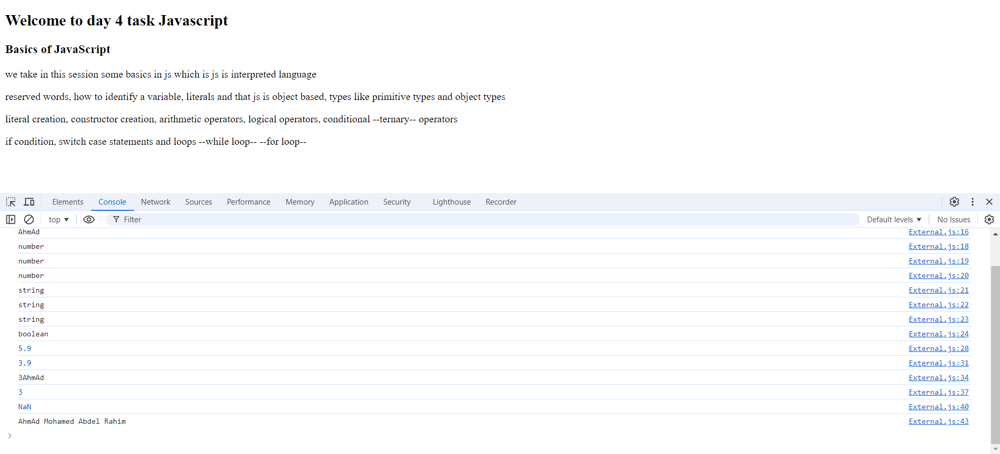 Welcome to day 4 task Javascript
Basics of JavaScript
we take in this session some basics in js which is js is interpreted language
reserved words, how to identify a variable, literals and that js is object based, types like primitive types and object types
literal creation, constructor creation, arithmetic operators, logical operators, conditional --ternary-- operators
if condition, switch case statements and loops --while loop-- --for loop--
Elements Console Network Sources Performance Memory Application Security Lighthouse Recorder
top Filter Default levels No Issues
AhmAd External.js:16
number External.js:18
number External.js:19
number External.js:20
string External.js:21
string External.js:22
string External.js:23
boolean External.js:24
5.9 External.js:28
3.9 External.js:31
3AhmAd External.js:34
3 External.js:37
NaN External.js:40
AhmAd Mohamed Abdel Rahim External.js:43